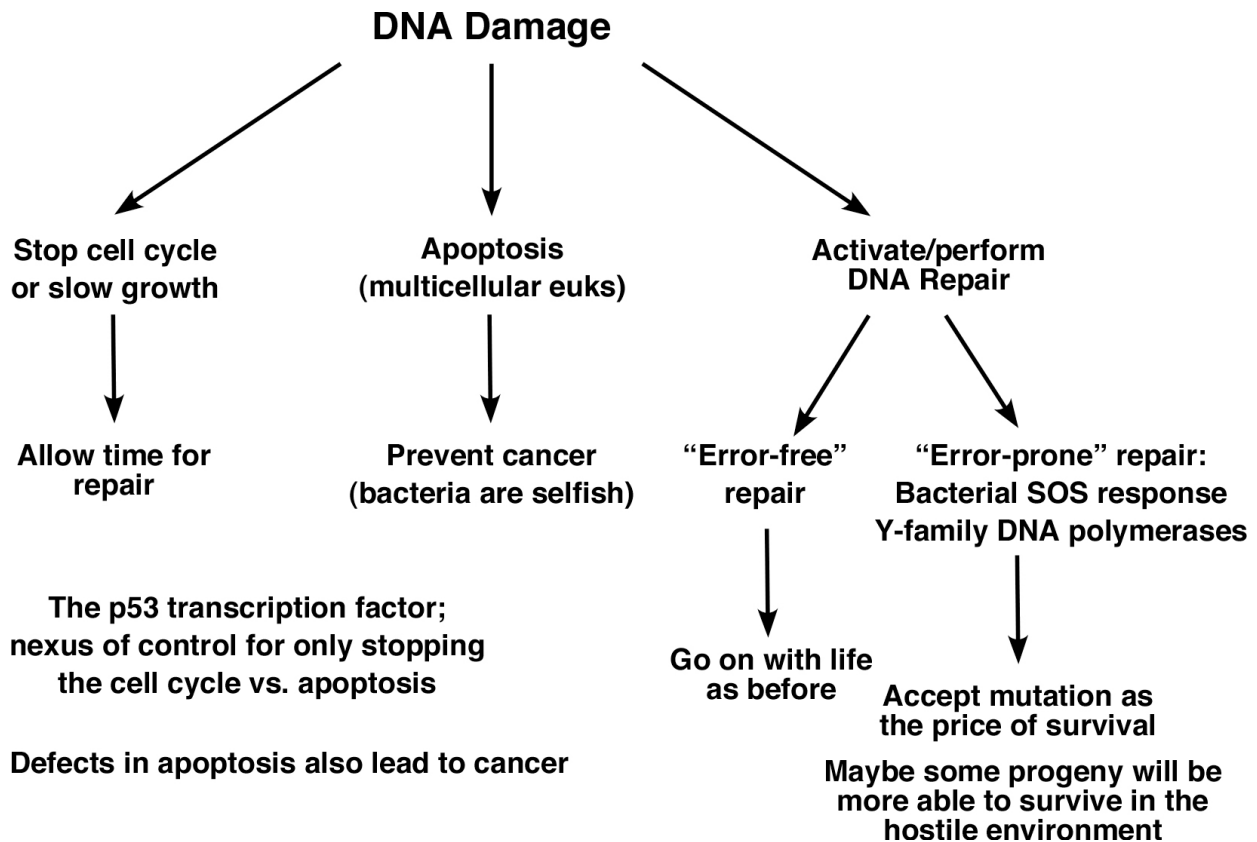 DNA Damage
Stop cell cycle
or slow growth
Apoptosis
(multicellular euks)
Activate/perform
DNA Repair
Allow time for
repair
Prevent cancer
(bacteria are selfish)
“Error-free”
repair
“Error-prone” repair:
Bacterial SOS response
Y-family DNA polymerases
The p53 transcription factor;
nexus of control for only stopping
the cell cycle vs. apoptosis
Go on with life
as before
Accept mutation as
the price of survival
Defects in apoptosis also lead to cancer
Maybe some progeny will be
more able to survive in the
hostile environment